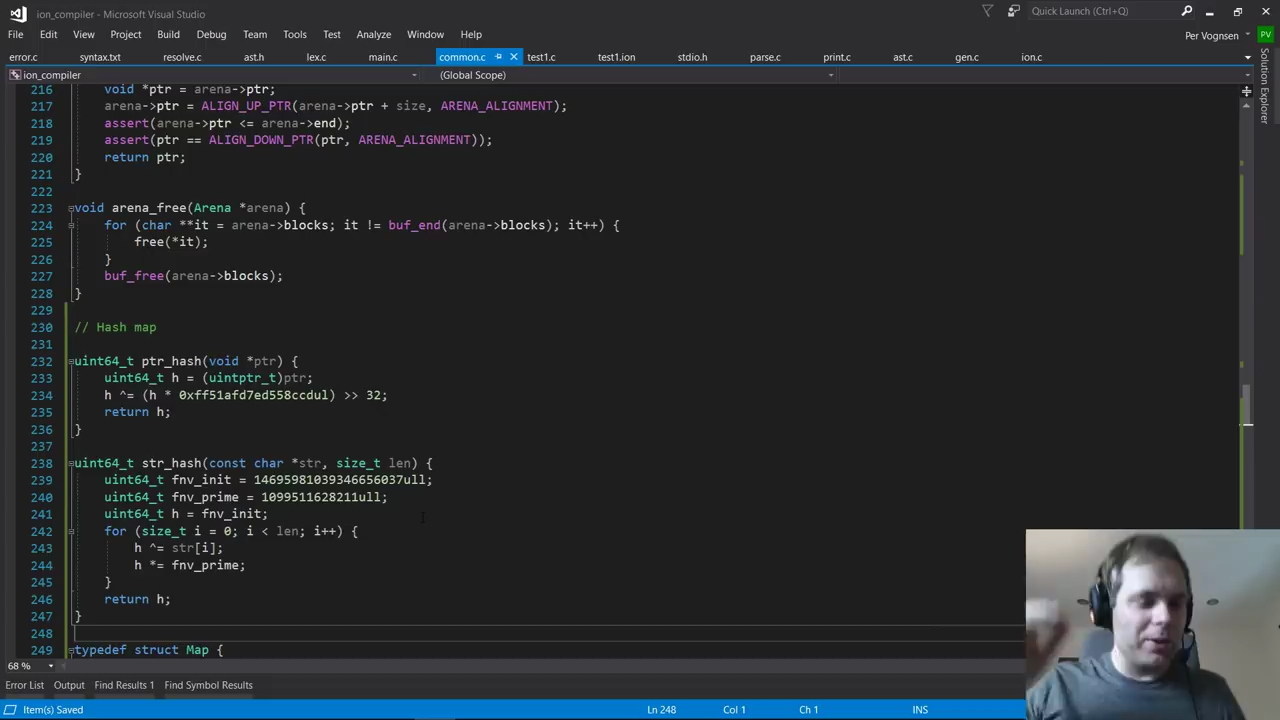 ion_compiler - Microsoft Visual Studio
Quick Launch (Ctrl+Q)
File Edit View Project Build Debug Team Tools Test Analyze Window Help
Per Vognsen PV
error.c syntax.txt resolve.c ast.h lex.c main.c common.c test1.c test1.ion stdio.h parse.c print.c ast.c gen.c ion.c
ion_compiler (Global Scope)
Solution Explorer
216 void *ptr = arena->ptr;
217 arena->ptr = ALIGN_UP_PTR(arena->ptr + size, ARENA_ALIGNMENT);
218 assert(arena->ptr <= arena->end);
219 assert(ptr == ALIGN_DOWN_PTR(ptr, ARENA_ALIGNMENT));
220 return ptr;
221 }
222
223 void arena_free(Arena *arena) {
224 for (char **it = arena->blocks; it != buf_end(arena->blocks); it++) {
225 free(*it);
226 }
227 buf_free(arena->blocks);
228 }
229
230 // Hash map
231
232 uint64_t ptr_hash(void *ptr) {
233 uint64_t h = (uintptr_t)ptr;
234 h ^= (h * 0xff51afd7ed558ccdul) >> 32;
235 return h;
236 }
237
238 uint64_t str_hash(const char *str, size_t len) {
239 uint64_t fnv_init = 14695981039346656037ull;
240 uint64_t fnv_prime = 1099511628211ull;
241 uint64_t h = fnv_init;
242 for (size_t i = 0; i < len; i++) {
243 h ^= str[i];
244 h *= fnv_prime;
245 }
246 return h;
247 }
248
249 typedef struct Map {
68 %
Error List Output Find Results 1 Find Symbol Results
Item(s) Saved Ln 248 Col 1 Ch 1 INS